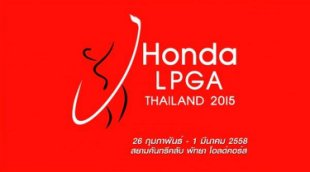 Honda
LPGA
THAILAND 2015
26 กุมภาพันธ์ - 1 มีนาคม 2558
สยามคันทรีคลับ พัทยา โอลด์คอร์ส